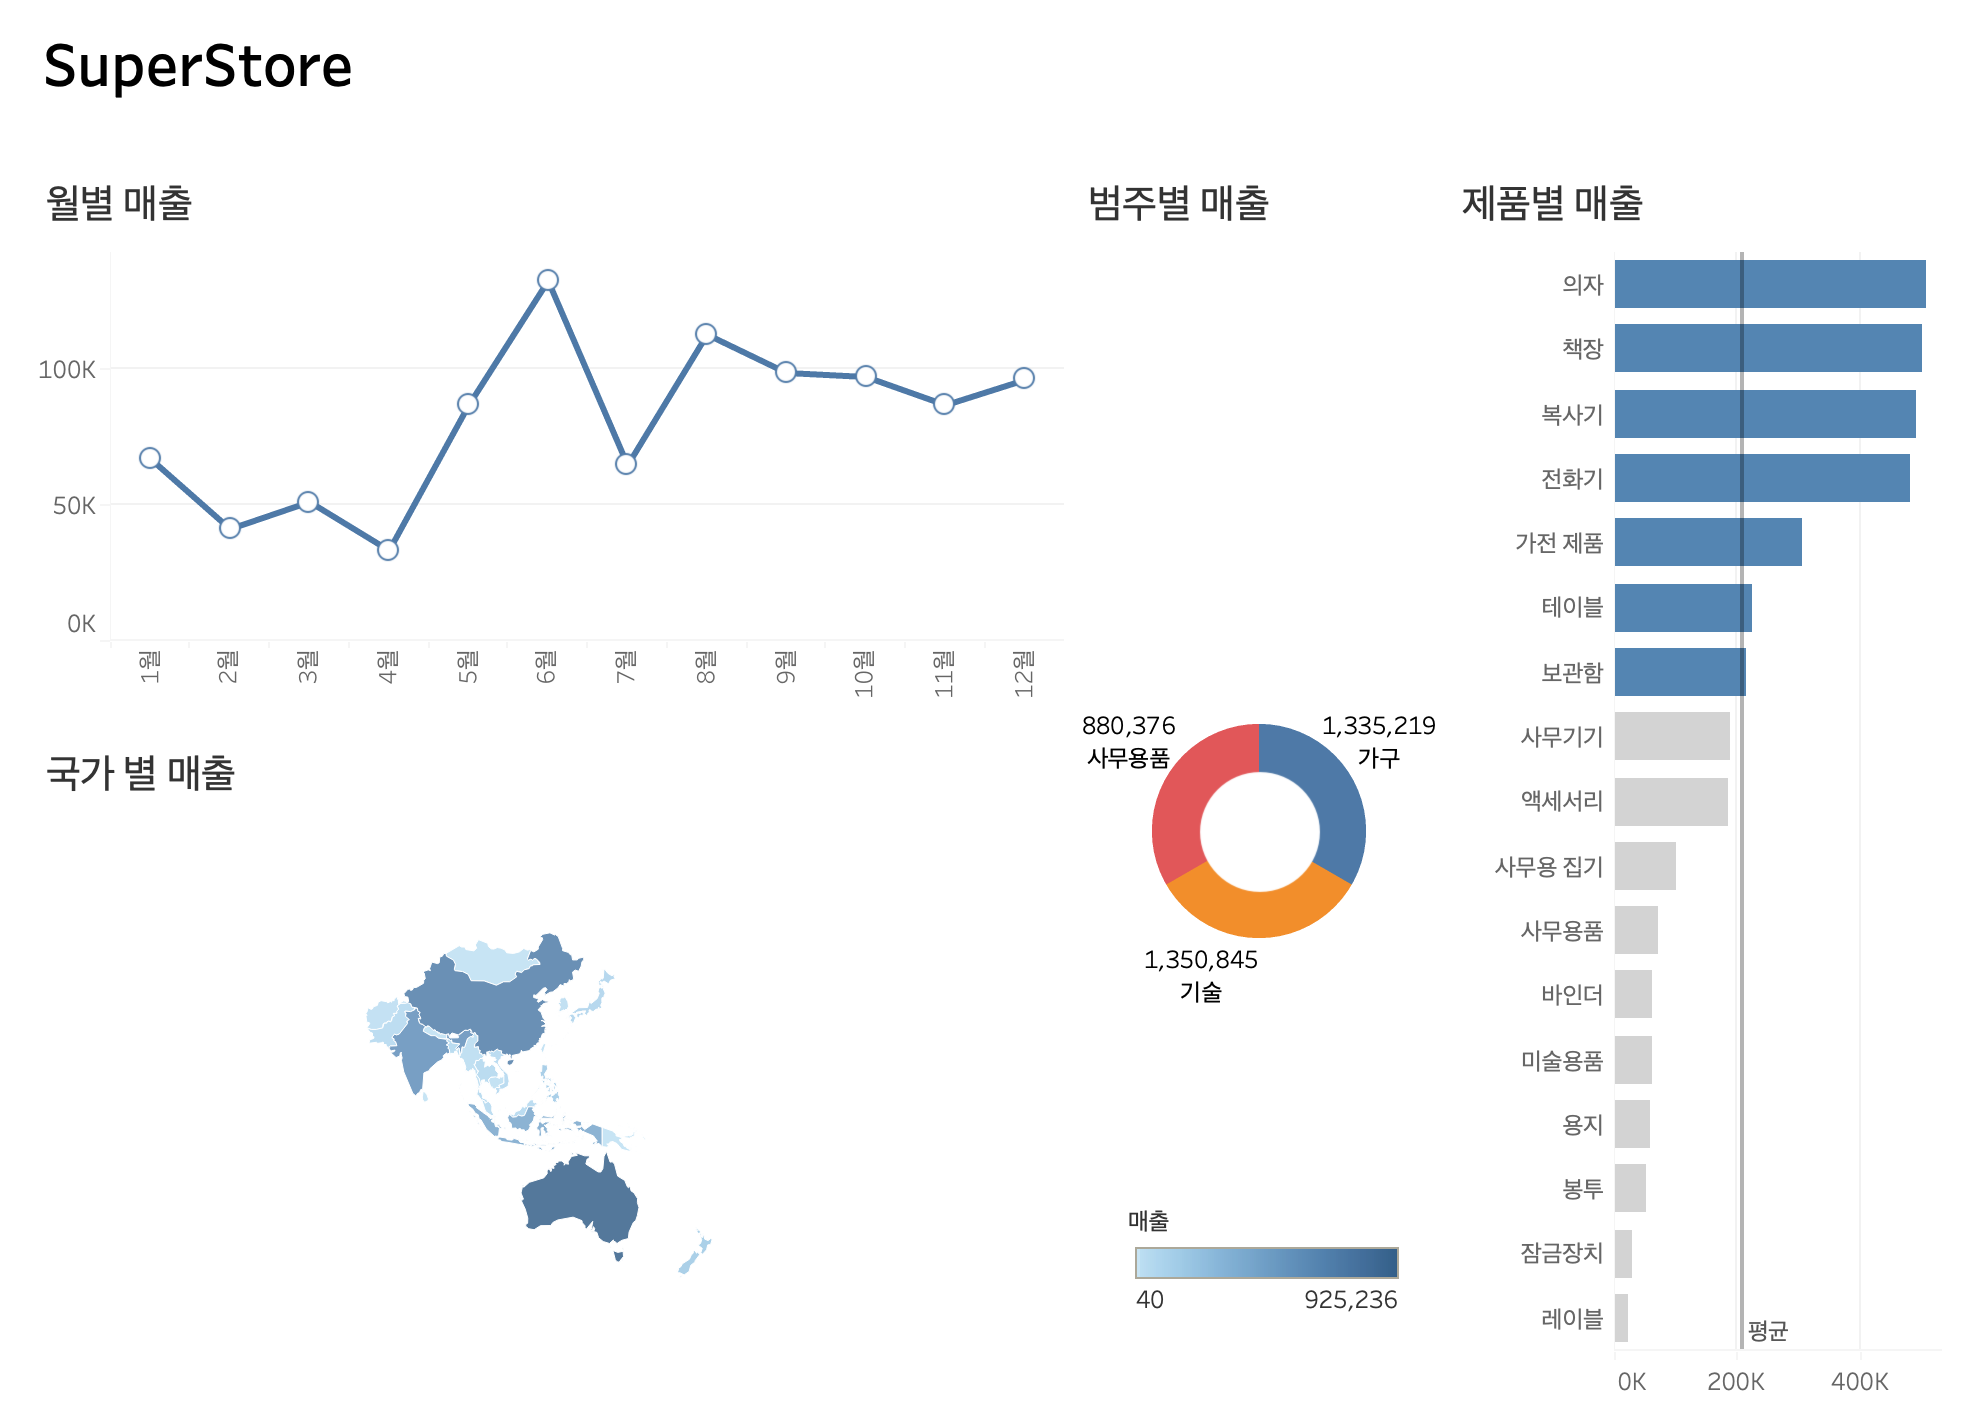 SuperStore
월별 매출
100K
50K
0K
1월
2월
3월
4월
5월
6월
7월
8월
9월
10월
11월
12월
국가 별 매출
범주별 매출
880,376
사무용품
1,335,219
가구
1,350,845
기술
매출
40
925,236
제품별 매출
의자
책장
복사기
전화기
가전 제품
테이블
보관함
사무기기
액세서리
사무용 집기
사무용품
바인더
미술용품
용지
봉투
잠금장치
레이블
평균
0K
200K
400K